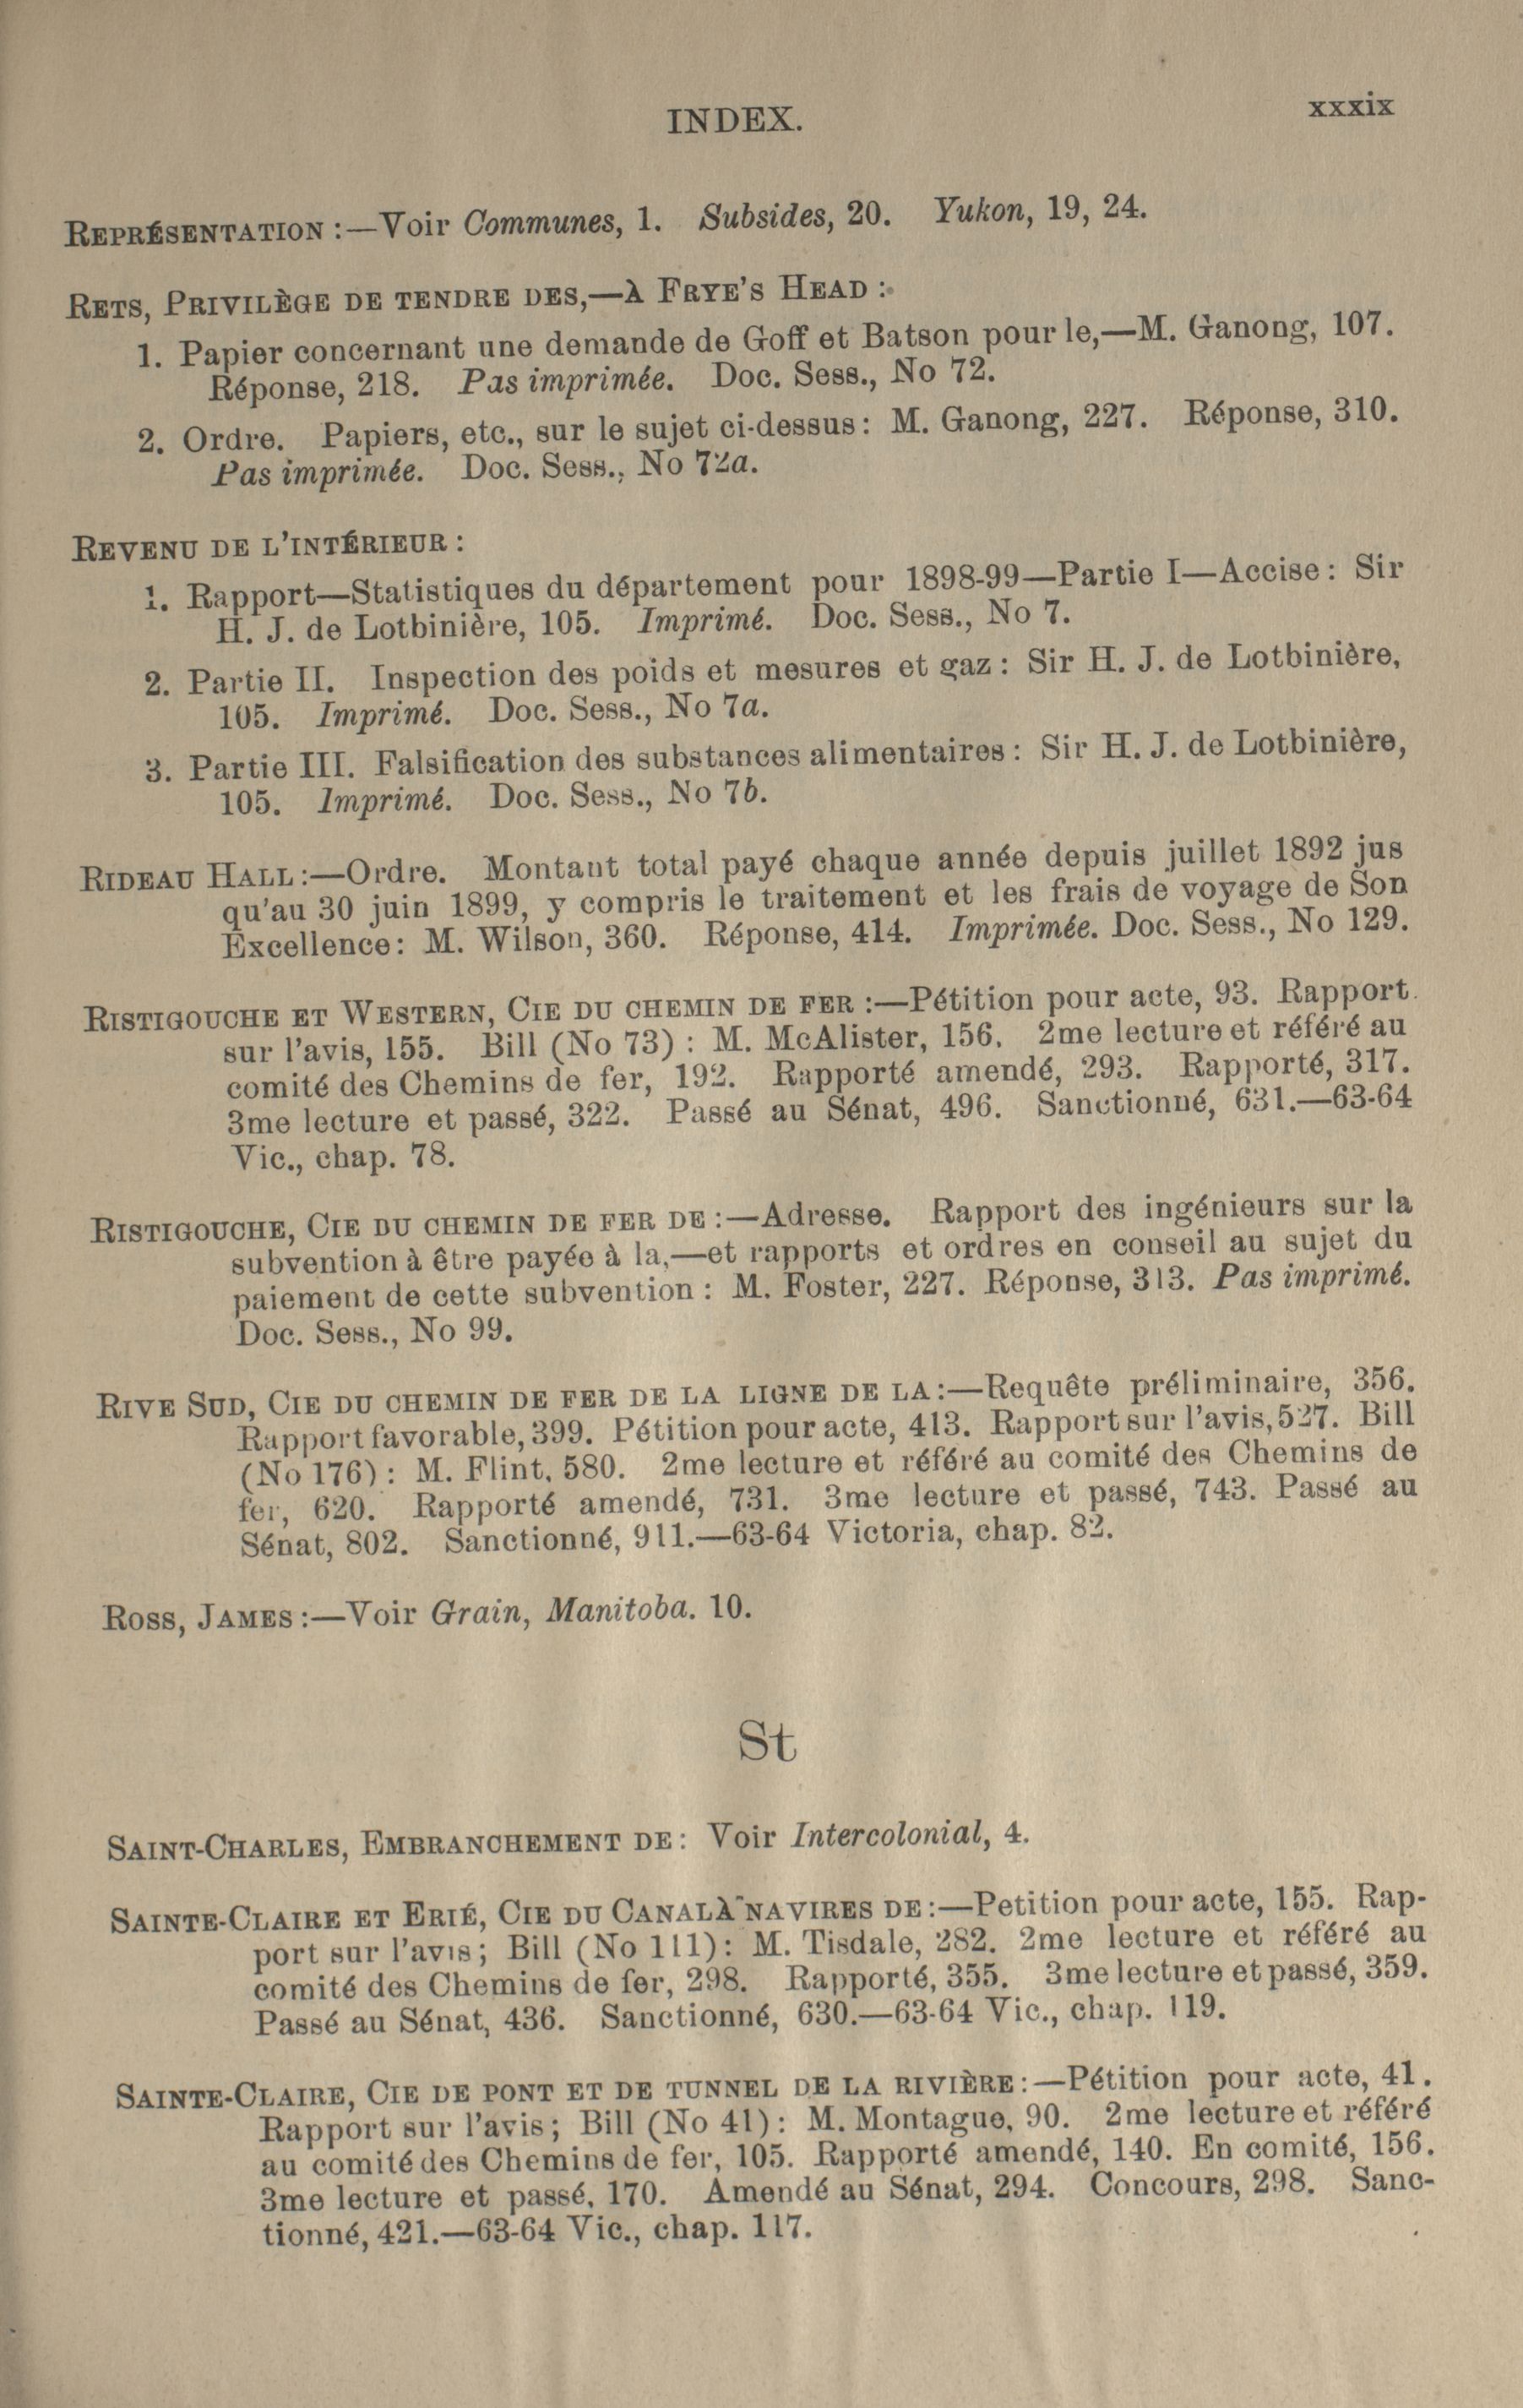 INDEX. xxxix
REPRÉSENTATION :—Voir Communes, 1. Subsides, 20. Yukon, 19, 24.
RETS, PRIVILÈGE DE TENDRE DES,—À FRYE'S HEAD :
1. Papier concernant une demande de Goff et Batson pour le,—M. Ganong, 107.
Réponse, 218. Pas imprimée. Doc. Sess., No 72.
2. Ordre. Papiers, etc., sur le sujet ci-dessus: M. Ganong, 227. Réponse, 310.
Pas imprimée. Doc. Sess., No 72a.
REVENU DE L'INTÉRIEUR :
1. Rapport—Statistiques du département pour 1898-99—Partie I—Accise: Sir
H. J. de Lotbinière, 105. Imprimé. Doc. Sess., No 7.
2. Partie II. Inspection des poids et mesures et gaz : Sir H. J. de Lotbinière,
105. Imprimé. Doc. Sess., No 7a.
3. Partie III. Falsification des substances alimentaires : Sir H. J. de Lotbinière,
105. Imprimé. Doc. Sess., No 7b.
RIDEAU HALL:—Ordre. Montant total payé chaque année depuis juillet 1892 jus
qu'au 30 juin 1899, y compris le traitement et les frais de voyage de Son
Excellence: M. Wilson, 360. Réponse, 414. Imprimée. Doc. Sess., No 129.
RISTIGOUCHE ET WESTERN, CIE DU CHEMIN DE FER :—Pétition pour acte, 93. Rapport
sur l'avis, 155. Bill (No 73) : M. McAlister, 156. 2me lecture et référé au
comité des Chemins de fer, 192. Rapporté amendé, 293. Rapporté, 317.
3me lecture et passé, 322. Passé au Sénat, 496. Sanctionné, 631.—63-64
Vic., chap. 78.
RISTIGOUCHE, CIE DU CHEMIN DE FER DE :—Adresse. Rapport des ingénieurs sur la
subvention à être payée à la,—et rapports et ordres en conseil au sujet du
paiement de cette subvention : M. Foster, 227. Réponse, 313. Pas imprimé.
Doc. Sess., No 99.
RIVE SUD, CIE DU CHEMIN DE FER DE LA LIGNE DE LA:—Requête préliminaire, 356.
Rapport favorable, 399. Pétition pour acte, 413. Rapport sur l'avis, 527. Bill
(No 176) : M. Flint, 580. 2me lecture et référé au comité des Chemins de
fer, 620. Rapporté amendé, 731. 3me lecture et passé, 743. Passé au
Sénat, 802. Sanctionné, 911.—63-64 Victoria, chap. 82.
ROSS, JAMES :—Voir Grain, Manitoba. 10.
St
SAINT-CHARLES, EMBRANCHEMENT DE: Voir Intercolonial, 4.
SAINTE-CLAIRE ET ERIÉ, CIE DU CANAL À NAVIRES DE :—Petition pour acte, 155. Rap-
port sur l'avis; Bill (No 111): M. Tisdale, 282. 2me lecture et référé au
comité des Chemins de fer, 298. Rapporté, 355. 3me lecture et passé, 359.
Passé au Sénat, 436. Sanctionné, 630.—63-64 Vic., chap. 119.
SAINTE-CLAIRE, CIE DE PONT ET DE TUNNEL DE LA RIVIÈRE:—Pétition pour acte, 41.
Rapport sur l'avis; Bill (No 41): M. Montague, 90. 2me lecture et référé
au comité des Chemins de fer, 105. Rapporté amendé, 140. En comité, 156.
3me lecture et passé, 170. Amendé au Sénat, 294. Concours, 298. Sanc-
tionné, 421.—63-64 Vic., chap. 117.